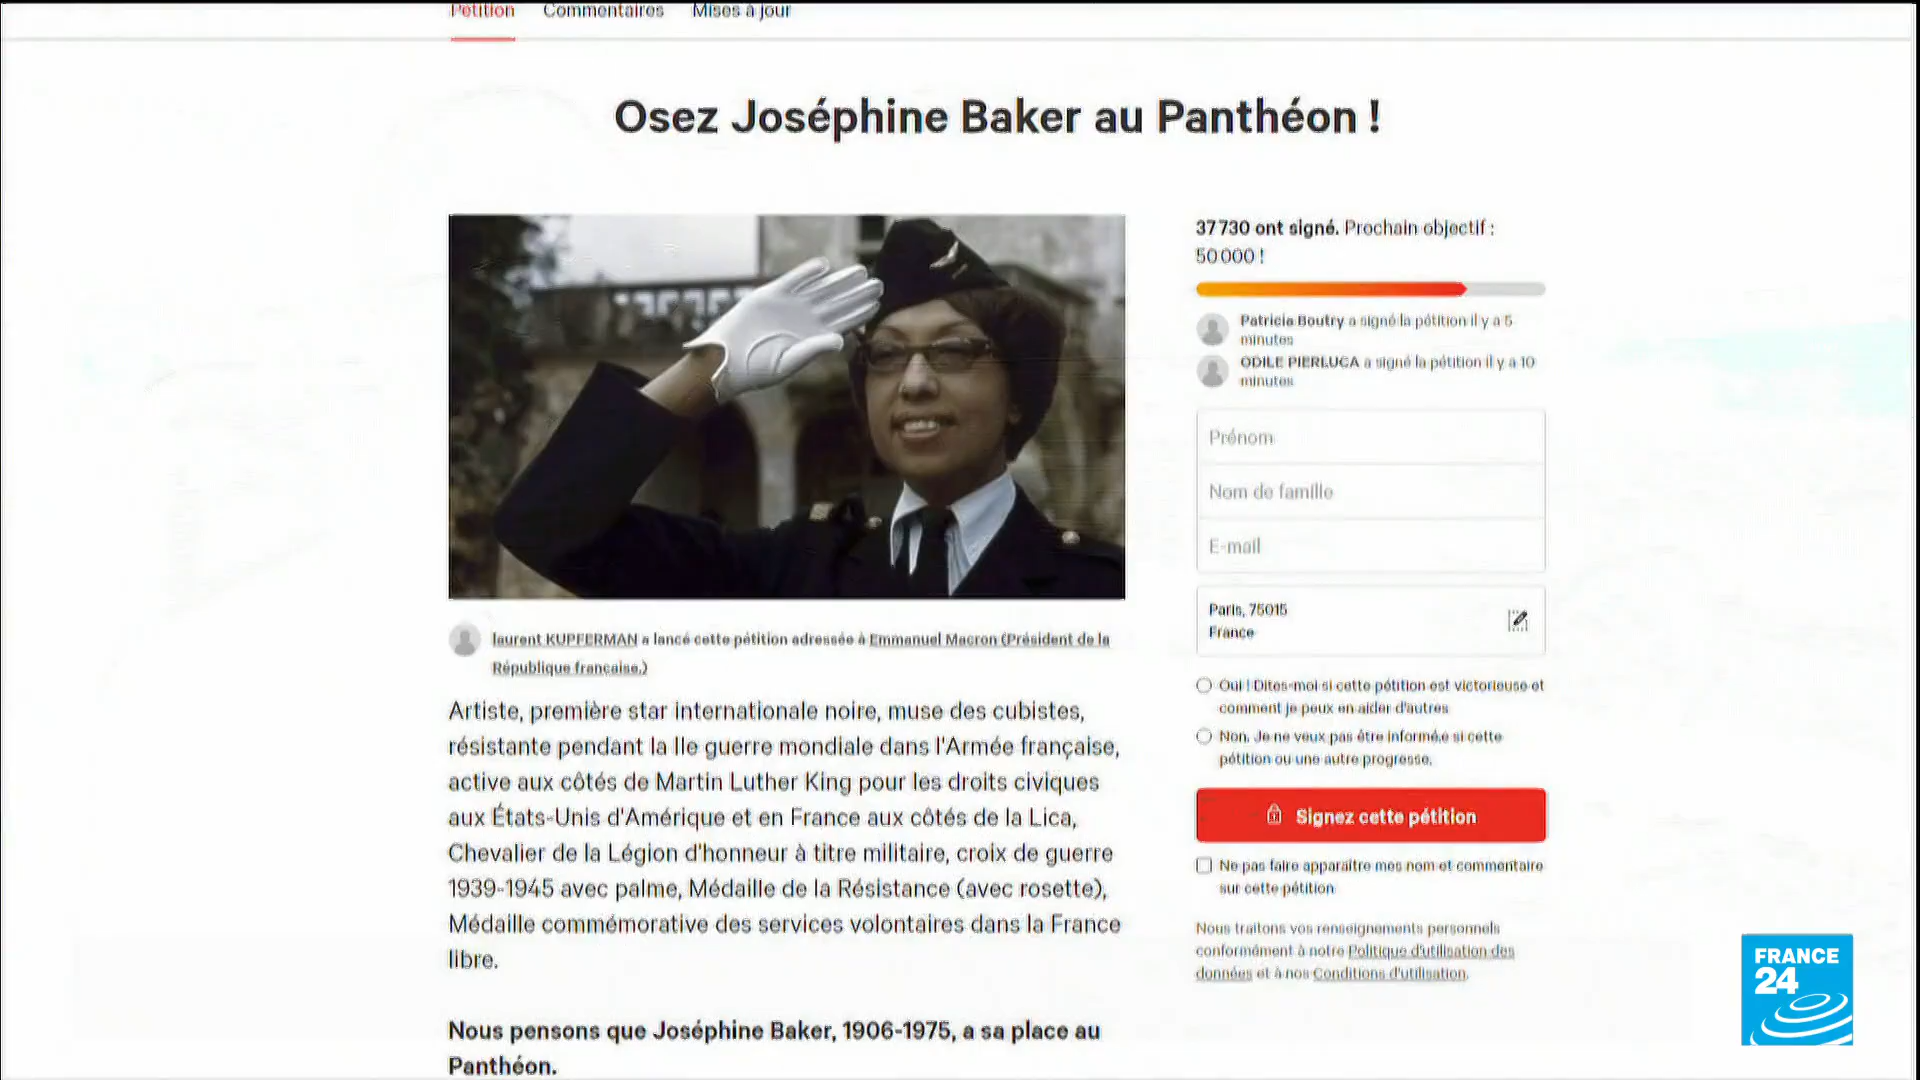 Pétition Commentaires Mises à jour
Osez Joséphine Baker au Panthéon !
37 730 ont signé. Prochain objectif :
50 000 !
Patricia Boutry a signé la pétition il y a 5
minutes
ODILE PIERLUCA a signé la pétition il y a 10
minutes
Prénom
Nom de famille
E-mail
Paris, 75015
France
Oui ! Dites-moi si cette pétition est victorieuse et
comment je peux en aider d'autres
Non. Je ne veux pas être informé.e si cette
pétition ou une autre progresse.
Signez cette pétition
Ne pas faire apparaître mes nom et commentaire
sur cette pétition
Nous traitons vos renseignements personnels
conformément à notre Politique d'utilisation des
données et à nos Conditions d'utilisation.
laurent KUPFERMAN a lancé cette pétition adressée à Emmanuel Macron (Président de la
République française.)
Artiste, première star internationale noire, muse des cubistes,
résistante pendant la IIe guerre mondiale dans l'Armée française,
active aux côtés de Martin Luther King pour les droits civiques
aux États-Unis d'Amérique et en France aux côtés de la Lica,
Chevalier de la Légion d'honneur à titre militaire, croix de guerre
1939-1945 avec palme, Médaille de la Résistance (avec rosette),
Médaille commémorative des services volontaires dans la France
libre.
Nous pensons que Joséphine Baker, 1906-1975, a sa place au
Panthéon.
FRANCE
24